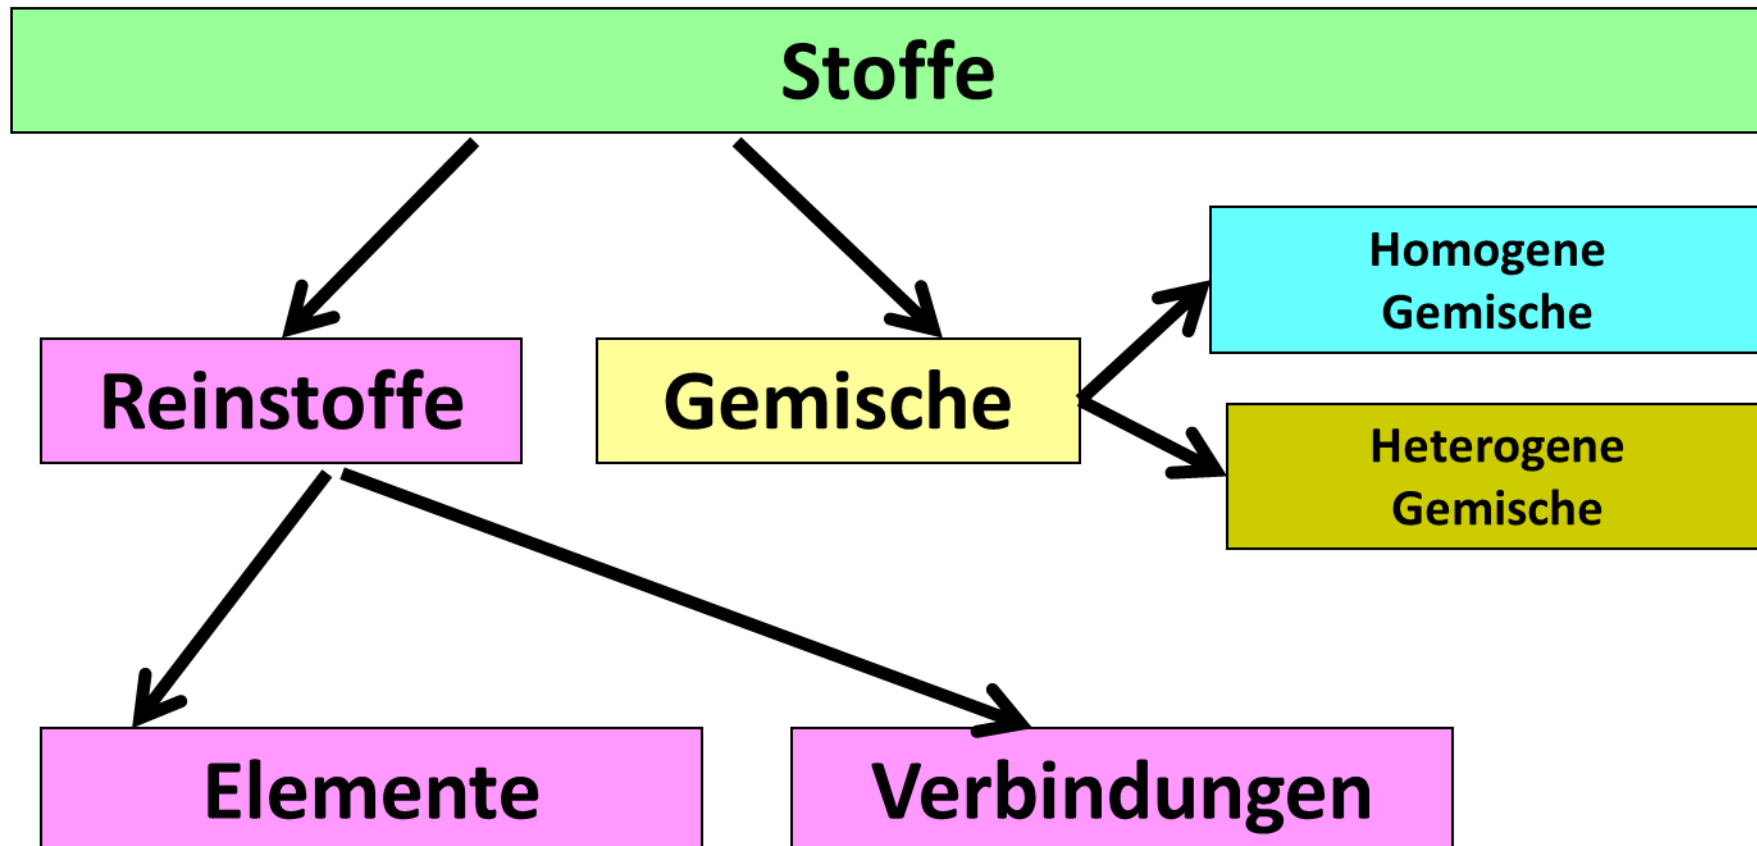 Stoffe
Homogene
Gemische
Reinstoffe
Gemische
Heterogene
Gemische
Elemente
Verbindungen